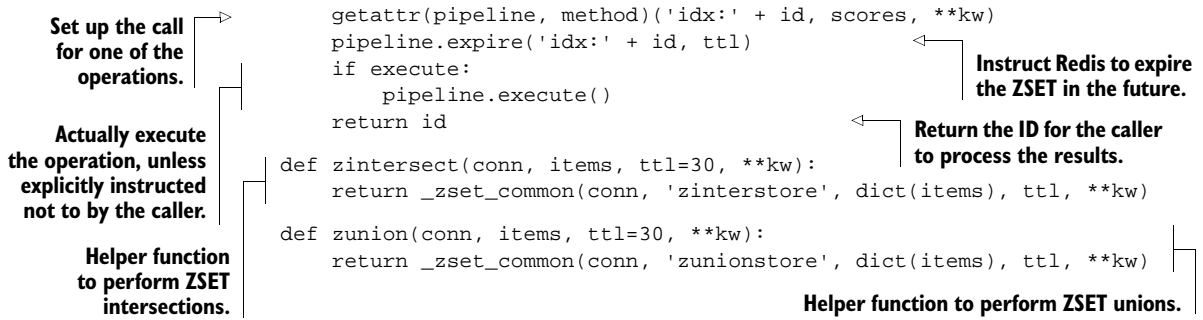 getattr(pipeline, method)('idx:' + id, scores, **kw)
Set up the call
for one of the
operations.
pipeline.expire('idx:' + id, ttl)
Instruct Redis to expire
the ZSET in the future.
if execute:
pipeline.execute()
Actually execute
the operation, unless
explicitly instructed
not to by the caller.
return id
Return the ID for the caller
to process the results.
def zintersect(conn, items, ttl=30, **kw):
return _zset_common(conn, 'zinterstore', dict(items), ttl, **kw)
Helper function
to perform ZSET
intersections.
def zunion(conn, items, ttl=30, **kw):
return _zset_common(conn, 'zunionstore', dict(items), ttl, **kw)
Helper function to perform ZSET unions.